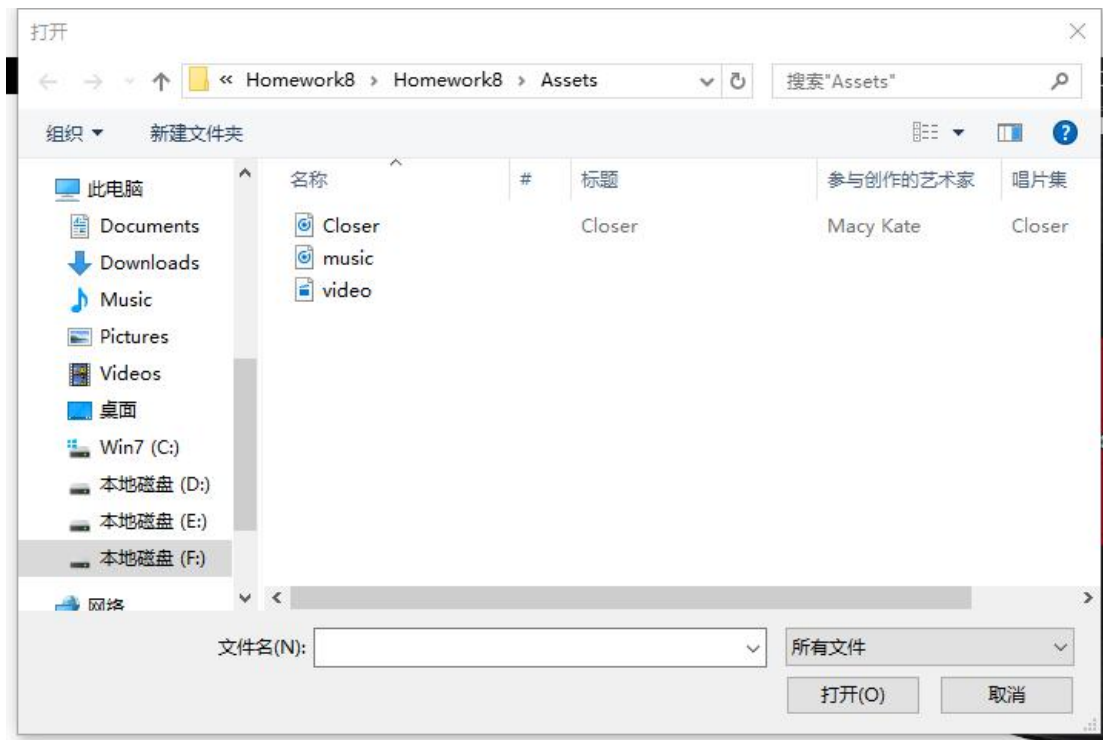 打开
« Homework8 › Homework8 › Assets
搜索"Assets"
组织
新建文件夹
名称 # 标题 参与创作的艺术家 唱片集
Closer Closer Macy Kate Closer
music
video
此电脑
Documents
Downloads
Music
Pictures
Videos
桌面
Win7 (C:)
本地磁盘 (D:)
本地磁盘 (E:)
本地磁盘 (F:)
网络
文件名(N):
所有文件
打开(O)
取消